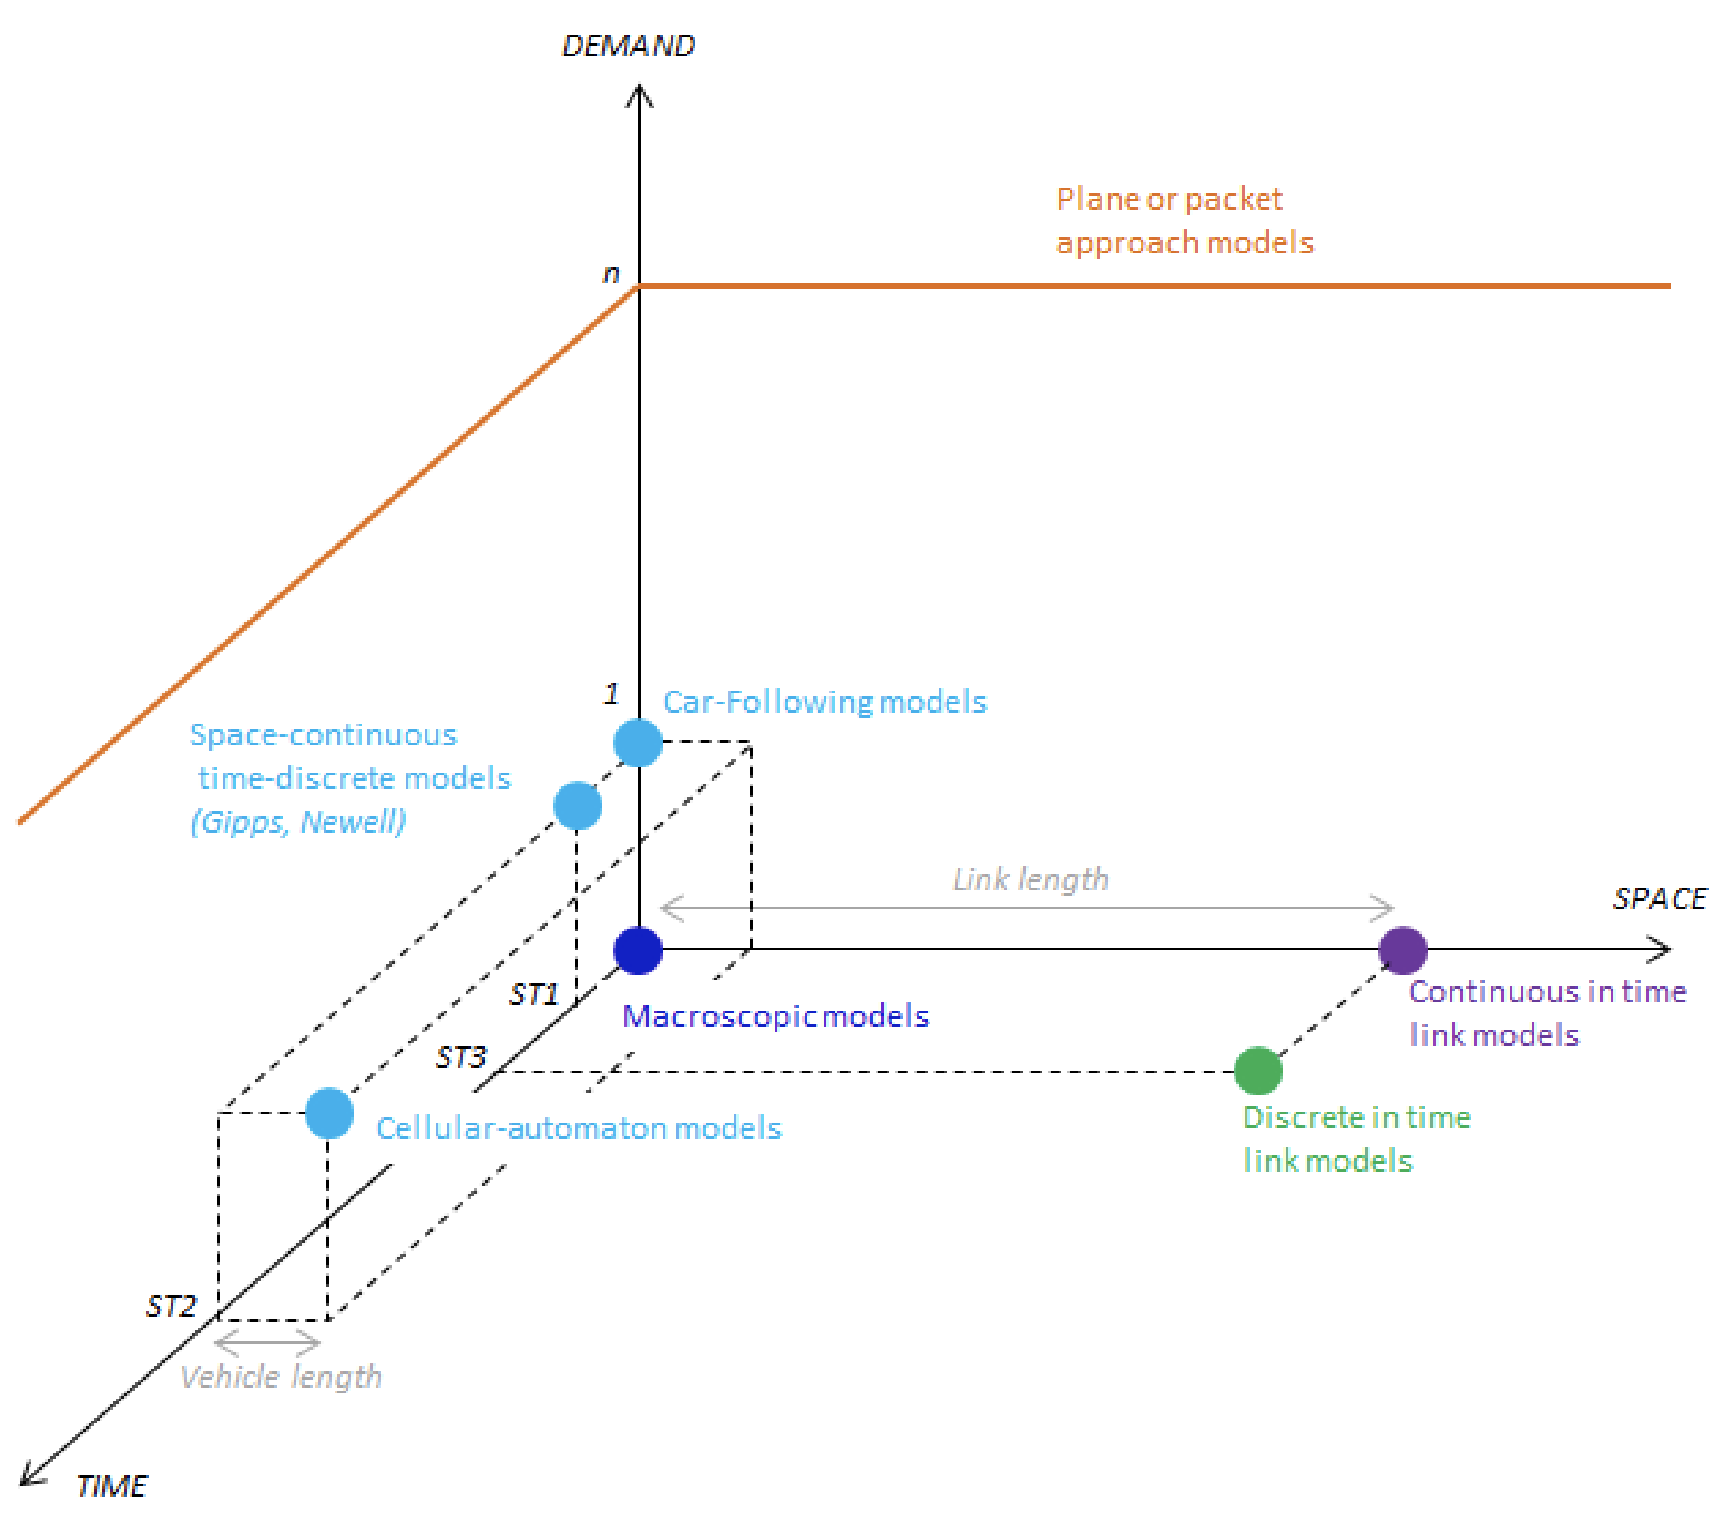 DEMAND
Plane or packet
approach models
n
1
Car-Following models
Space-continuous
time-discrete models
(Gipps, Newell)
Link length
SPACE
ST1
Macroscopic models
Continuous in time
link models
ST3
Cellular-automaton models
Discrete in time
link models
ST2
Vehicle length
TIME